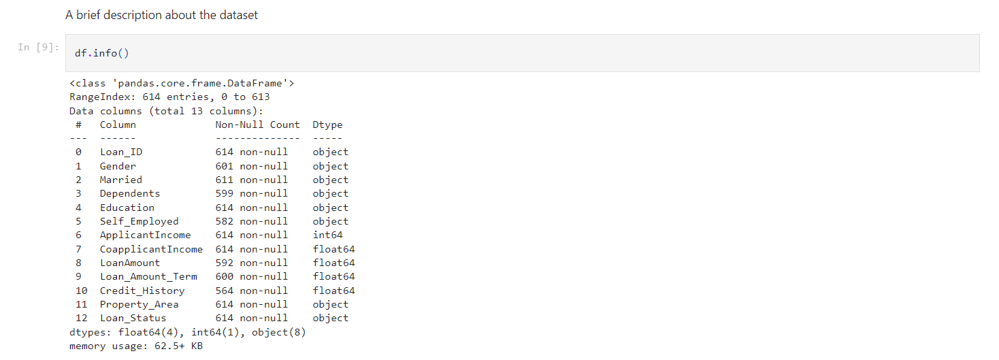 A brief description about the dataset
In [9]:
df.info()
<class 'pandas.core.frame.DataFrame'>
RangeIndex: 614 entries, 0 to 613
Data columns (total 13 columns):
 #   Column             Non-Null Count  Dtype
---  ------             --------------  -----
 0   Loan_ID            614 non-null    object
 1   Gender             601 non-null    object
 2   Married            611 non-null    object
 3   Dependents         599 non-null    object
 4   Education          614 non-null    object
 5   Self_Employed      582 non-null    object
 6   ApplicantIncome    614 non-null    int64
 7   CoapplicantIncome  614 non-null    float64
 8   LoanAmount         592 non-null    float64
 9   Loan_Amount_Term   600 non-null    float64
 10  Credit_History     564 non-null    float64
 11  Property_Area      614 non-null    object
 12  Loan_Status        614 non-null    object
dtypes: float64(4), int64(1), object(8)
memory usage: 62.5+ KB